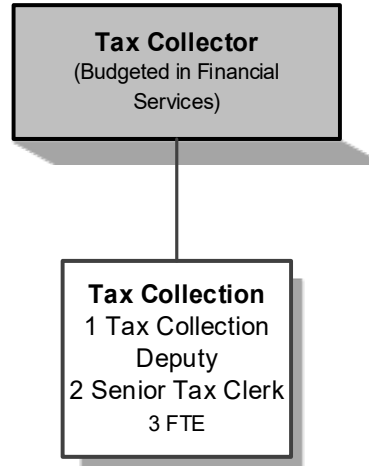 Tax Collector
(Budgeted in Financial
Services)
Tax Collection
1 Tax Collection
Deputy
2 Senior Tax Clerk
3 FTE